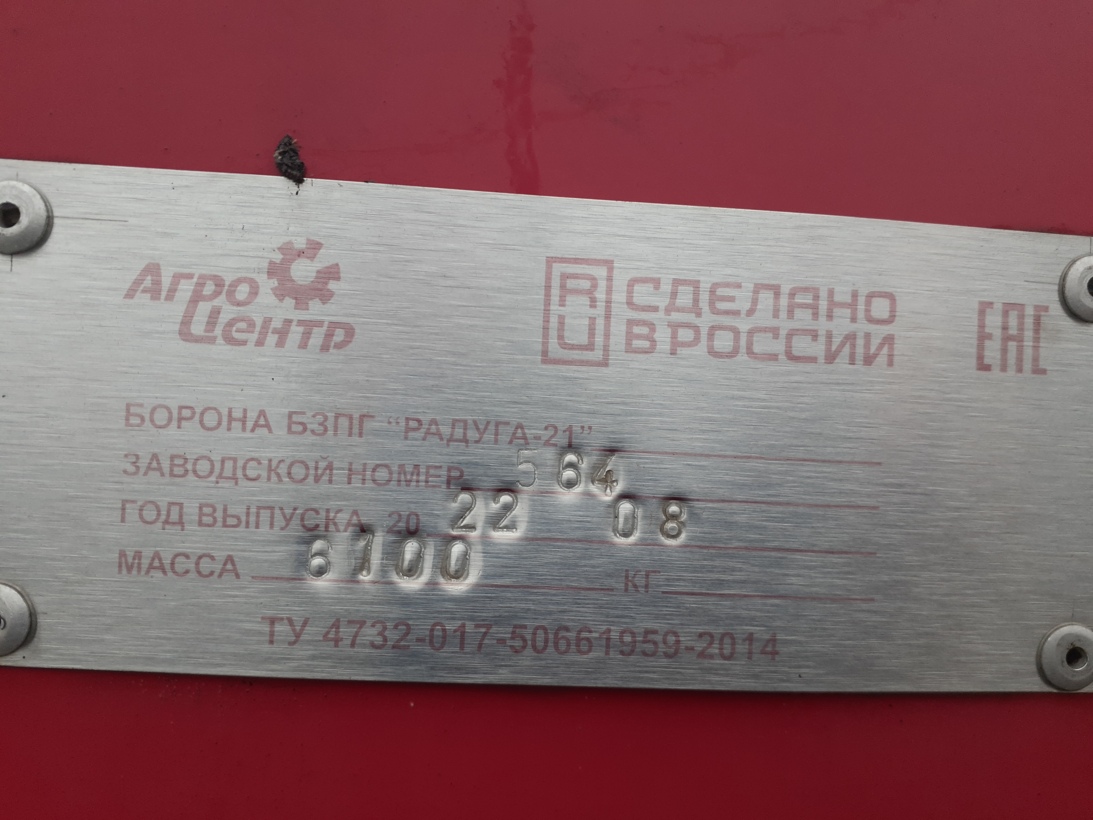 Агро
Центр
RU
СДЕЛАНО
В РОССИИ
ЕАС
БОРОНА БЗПГ "РАДУГА-21"
ЗАВОДСКОЙ НОМЕР 564
ГОД ВЫПУСКА 20 22 08
МАССА 6100 КГ
ТУ 4732-017-50661959-2014